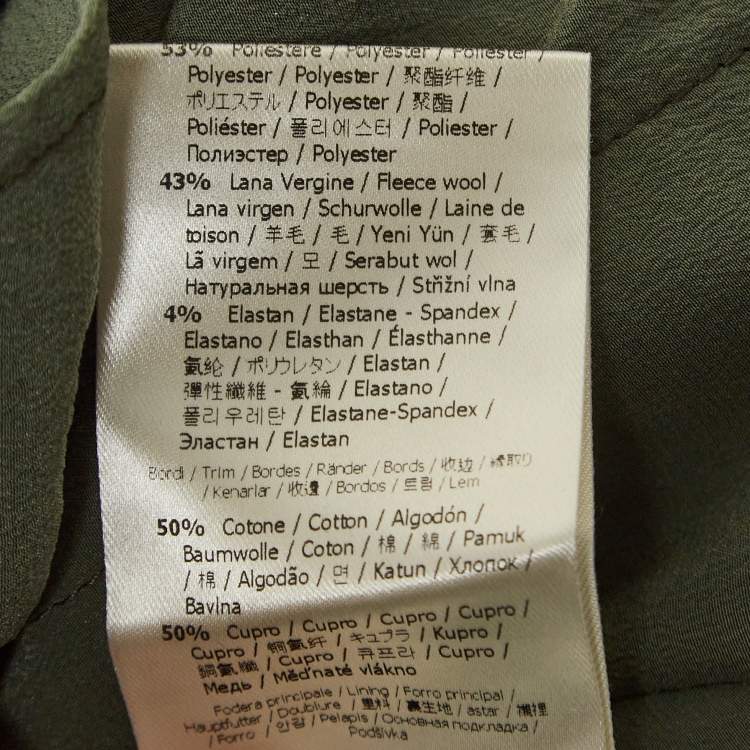 53% Poliestere / Polyester / Poliester /
Polyester / Polyester / 聚酯纤维 /
ポリエステル / Polyester / 聚酯 /
Poliéster / 폴리에스터 / Poliester /
Полиэстер / Polyester
43% Lana Vergine / Fleece wool /
Lana virgen / Schurwolle / Laine de
toison / 羊毛 / 毛 / Yeni Yün / 套毛 /
Lã virgem / 모 / Serabut wol /
Натуральная шерсть / Střižní vlna
4% Elastan / Elastane - Spandex /
Elastano / Elasthan / Élasthanne /
氨纶 / ポリウレタン / Elastan /
彈性纖維 - 氨綸 / Elastano /
폴리우레탄 / Elastane-Spandex /
Эластан / Elastan
Bordi / Trim / Bordes / Ränder / Bords / 收边 / 縁取り
/ Kenarlar / 收邊 / Bordos / 트림 / Lem
50% Cotone / Cotton / Algodón /
Baumwolle / Coton / 棉 / 綿 / Pamuk
/ 棉 / Algodão / 면 / Katun / Хлопок /
Bavlna
50% Cupro / Cupro / Cupro / Cupro /
Cupro / 铜氨纤 / キュプラ / Kupro /
銅氨纖 / Cupro / 큐프라 / Cupro /
Медь / Měďnaté vlákno
Fodera principale / Lining / Forro principal /
Hauptfutter / Doublure / 里料 / 裏生地 / astar / 襯裡
/ Forro / 안감 / Pelapis / Основная подкладка /
Podšívka